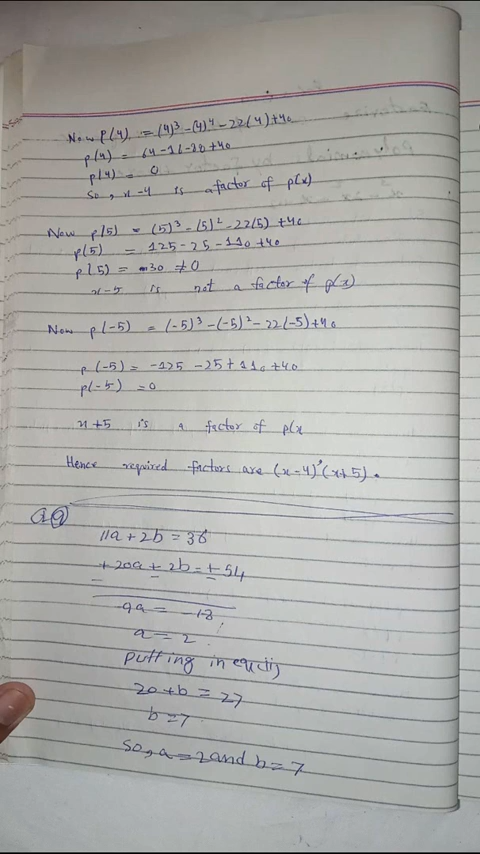 Now P(4) = (4)³ - (4)⁴ - 22(4) + 40
p(4) = 64 - 16 - 88 + 40
p(4) = 0
So, x-4 is a factor of p(x)
Now p(5) = (5)³ - (5)² - 22(5) + 40
p(5) = 125 - 25 - 110 + 40
p(5) = 30 ≠ 0
x-5 is not a factor of p(x)
Now p(-5) = (-5)³ - (-5)² - 22(-5) + 40
p(-5) = -125 - 25 + 110 + 40
p(-5) = 0
x+5 is a factor of p(x
Hence required factors are (x-4)'(x+5).
11a + 2b = 36
+ 20a + 2b = + 54
- - -
-9a = -18
a = 2
putting in eq(i)
20 + b = 27
b = 7
so, a = 2 and b = 7